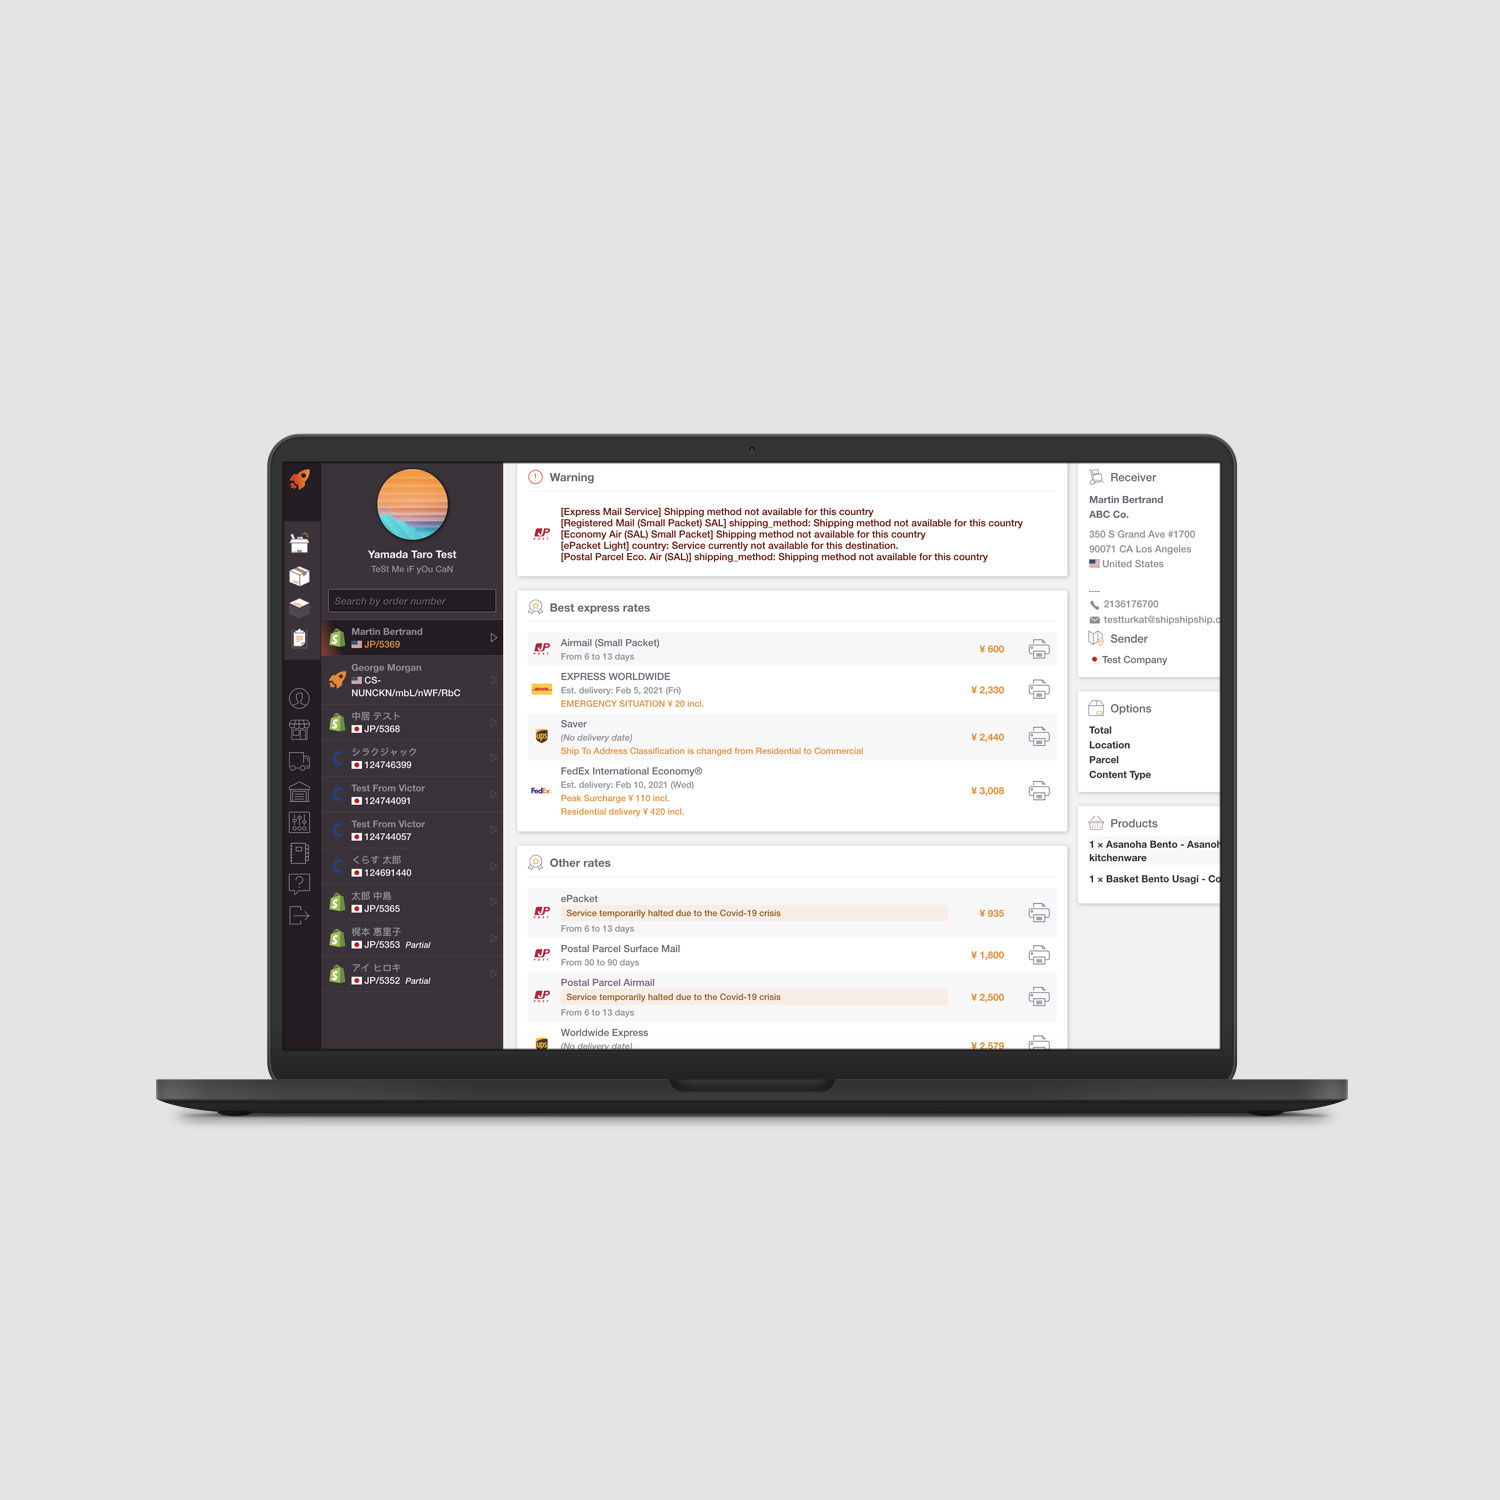 Yamada Taro Test
TeSt Me iF yOu CaN
Search by order number
Martin Bertrand
JP/5369
George Morgan
CS-
NUNCKN/mbL/nWF/RbC
中居 テスト
JP/5368
シラクジャック
124746399
Test From Victor
124744091
Test From Victor
124744057
くらす 太郎
124691440
太郎 中島
JP/5365
梶本 恵里子
JP/5353 Partial
アイ ヒロキ
JP/5352 Partial
Warning
JP POST
[Express Mail Service] Shipping method not available for this country
[Registered Mail (Small Packet) SAL] shipping_method: Shipping method not available for this country
[Economy Air (SAL) Small Packet] Shipping method not available for this country
[ePacket Light] country: Service currently not available for this destination.
[Postal Parcel Eco. Air (SAL)] shipping_method: Shipping method not available for this country
Best express rates
JP POST
Airmail (Small Packet)
From 6 to 13 days
¥ 600
DHL
EXPRESS WORLDWIDE
Est. delivery: Feb 5, 2021 (Fri)
EMERGENCY SITUATION ¥ 20 incl.
¥ 2,330
ups
Saver
(No delivery date)
Ship To Address Classification is changed from Residential to Commercial
¥ 2,440
FedEx
FedEx International Economy®
Est. delivery: Feb 10, 2021 (Wed)
Peak Surcharge ¥ 110 incl.
Residential delivery ¥ 420 incl.
¥ 3,008
Other rates
JP POST
ePacket
Service temporarily halted due to the Covid-19 crisis
From 6 to 13 days
¥ 935
JP POST
Postal Parcel Surface Mail
From 30 to 90 days
¥ 1,800
JP POST
Postal Parcel Airmail
Service temporarily halted due to the Covid-19 crisis
From 6 to 13 days
¥ 2,500
ups
Worldwide Express
(No delivery date)
¥ 2,579
Receiver
Martin Bertrand
ABC Co.
350 S Grand Ave #1700
90071 CA Los Angeles
United States
----
2136176700
testturkat@shipshipship.c
Sender
Test Company
Options
Total
Location
Parcel
Content Type
Products
1 × Asanoha Bento - Asanoh
kitchenware
1 × Basket Bento Usagi - Co